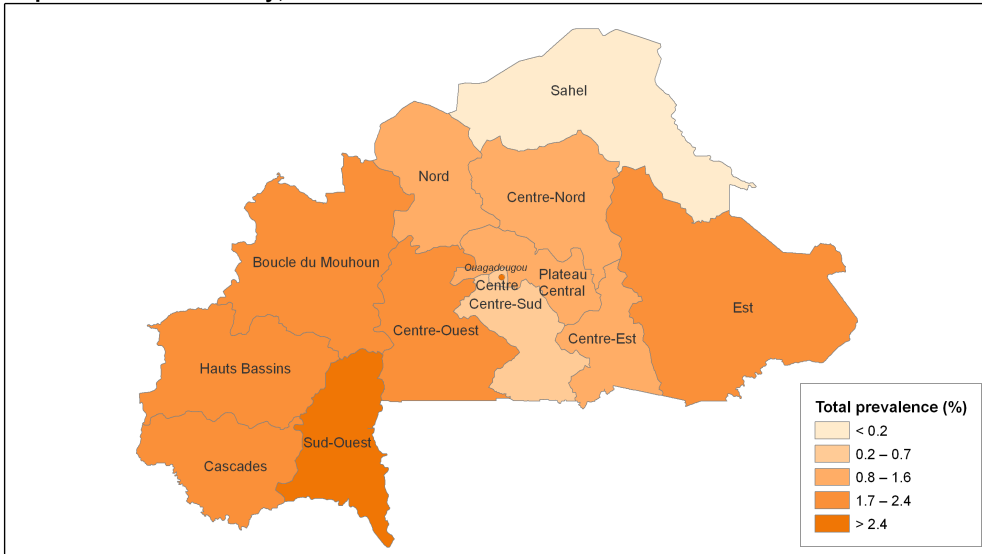 Sahel
Nord
Centre-Nord
Boucle du Mouhoun
Ouagadougou
Plateau
Central
Centre
Centre-Sud
Est
Centre-Ouest
Centre-Est
Hauts Bassins
Sud-Ouest
Cascades
Total prevalence (%)
< 0.2
0.2 – 0.7
0.8 – 1.6
1.7 – 2.4
> 2.4